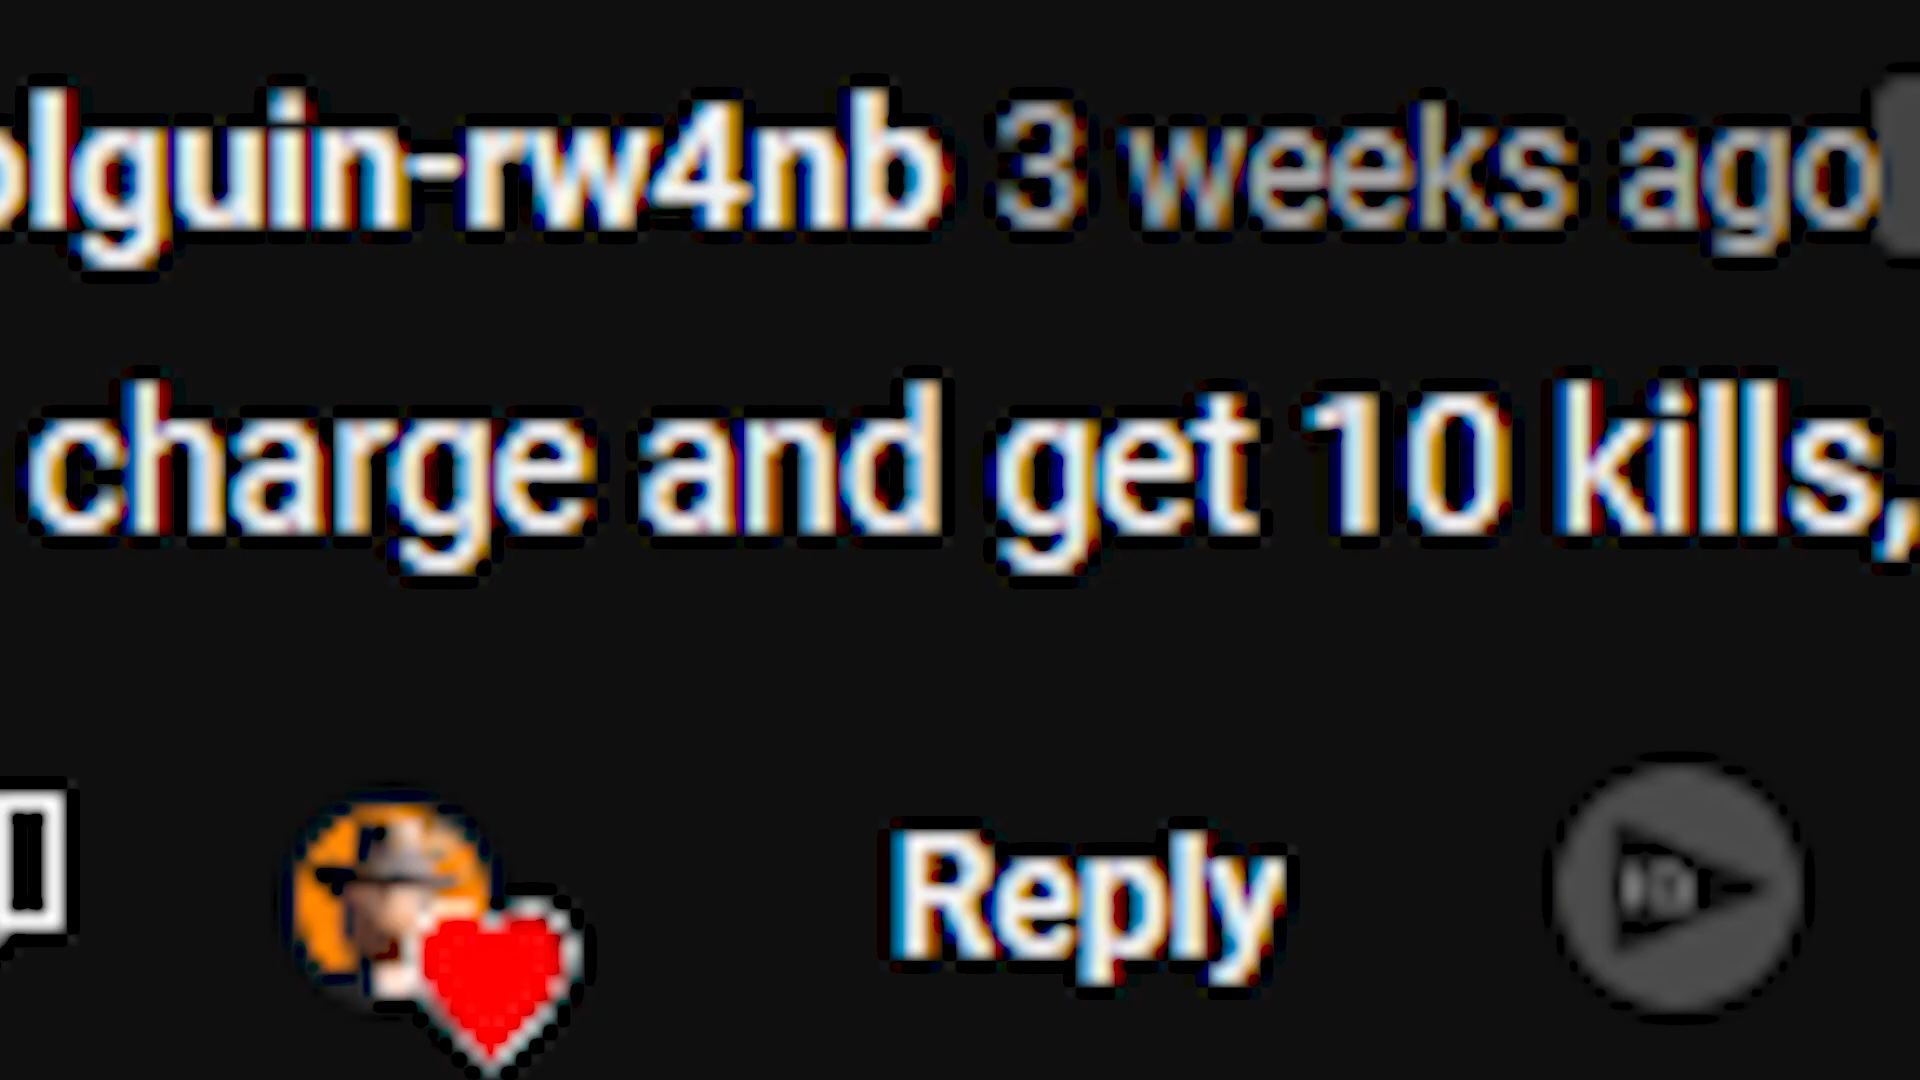 olguin-rw4nb 3 weeks ago
charge and get 10 kills,
Reply